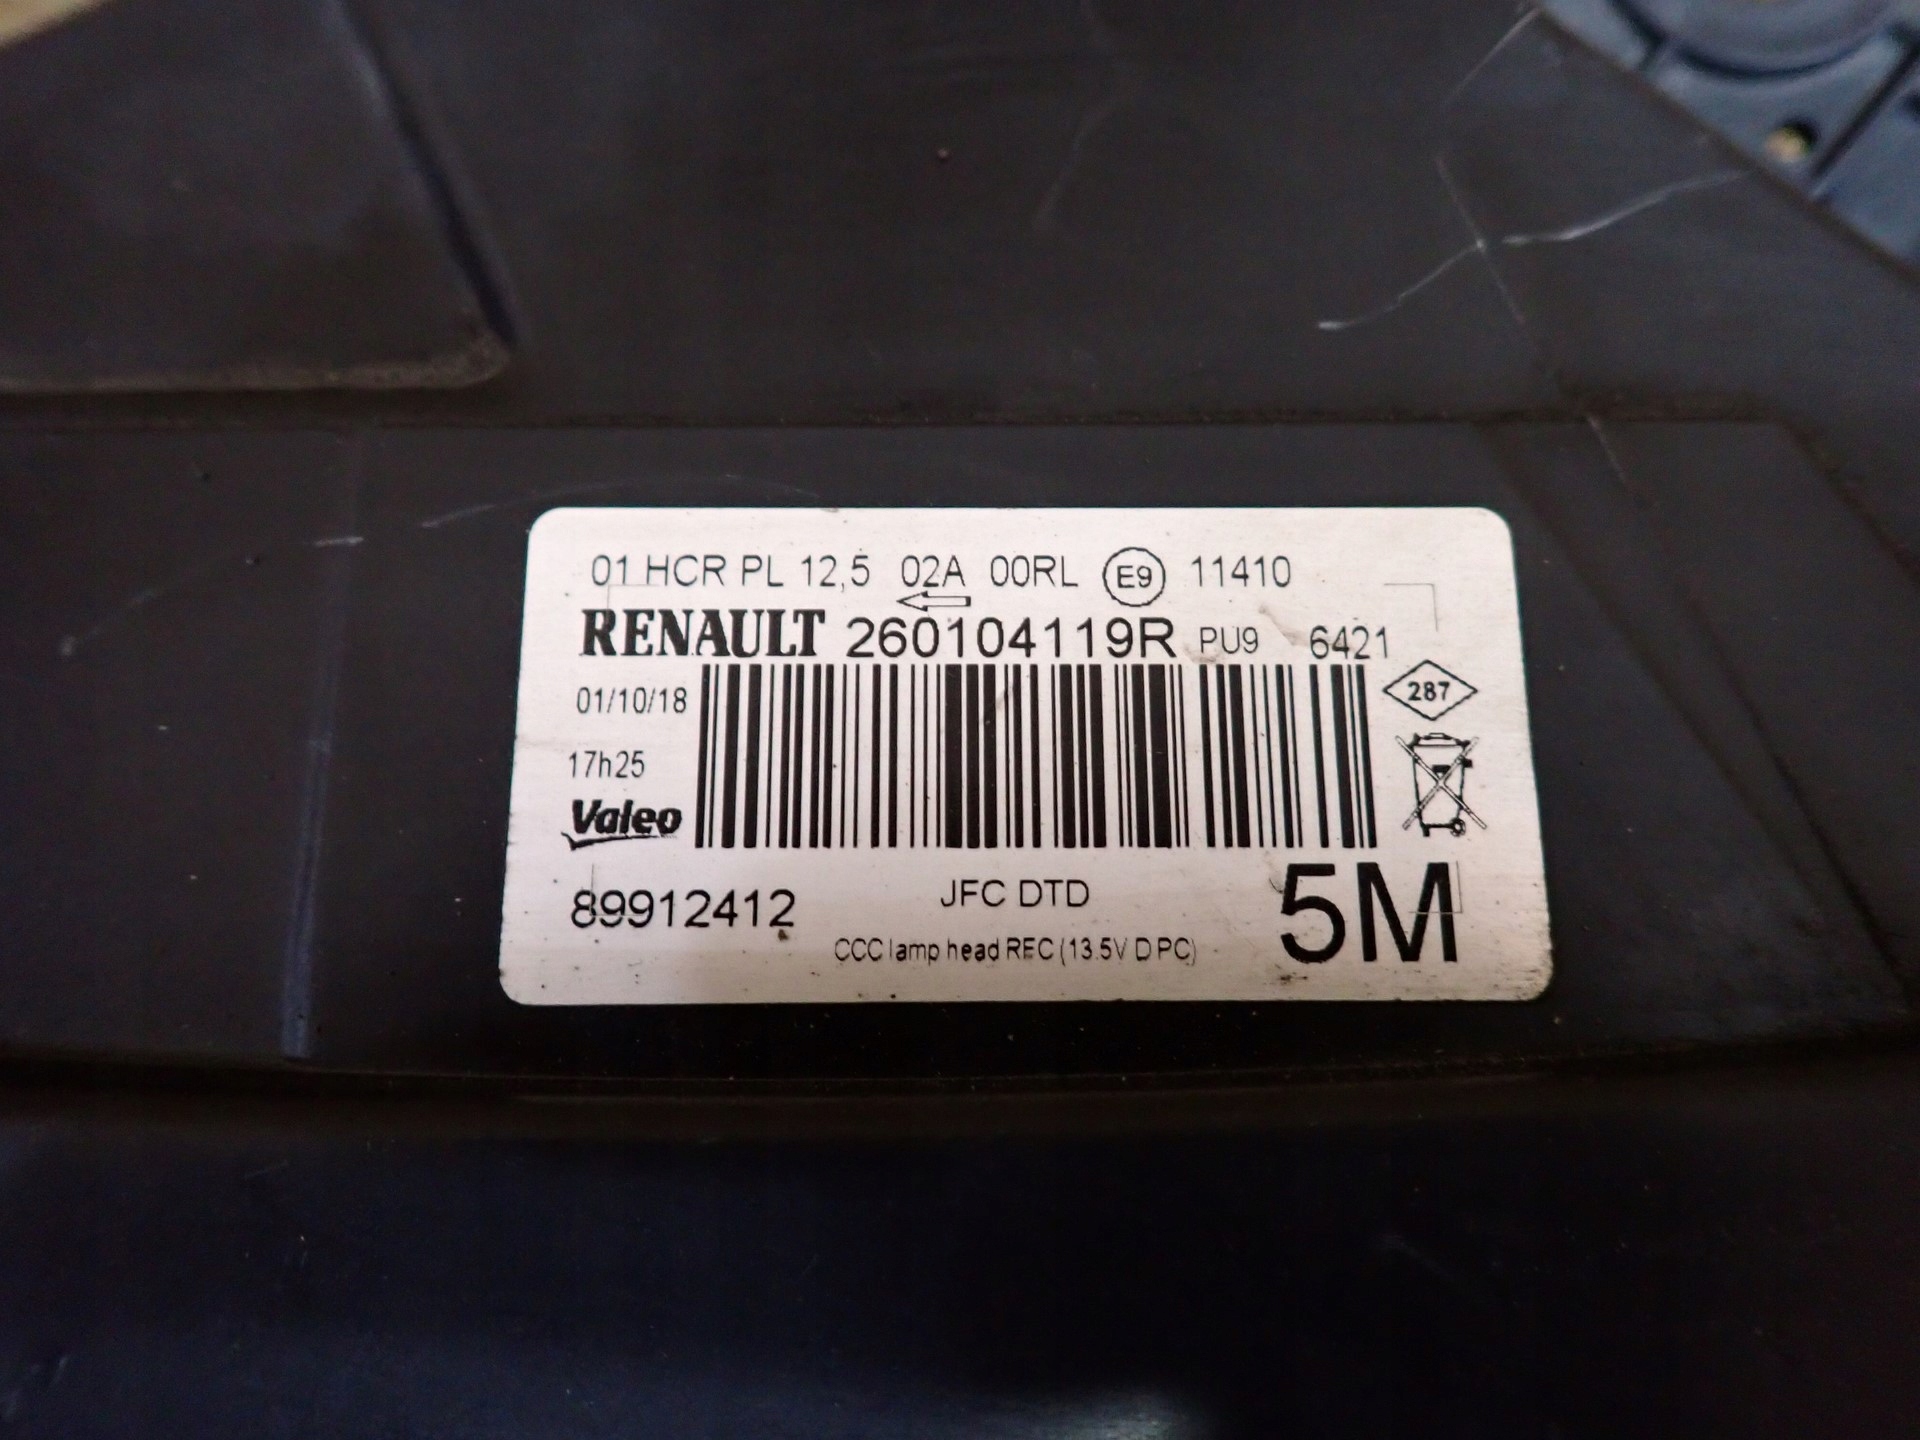 01 HCR PL 12,5 02A 00RL E9 11410
RENAULT 260104119R PU9 6421
01/10/18
287
17h25
Valeo
89912412 JFC DTD 5M
CCC lamp head REC (13.5V D PC)